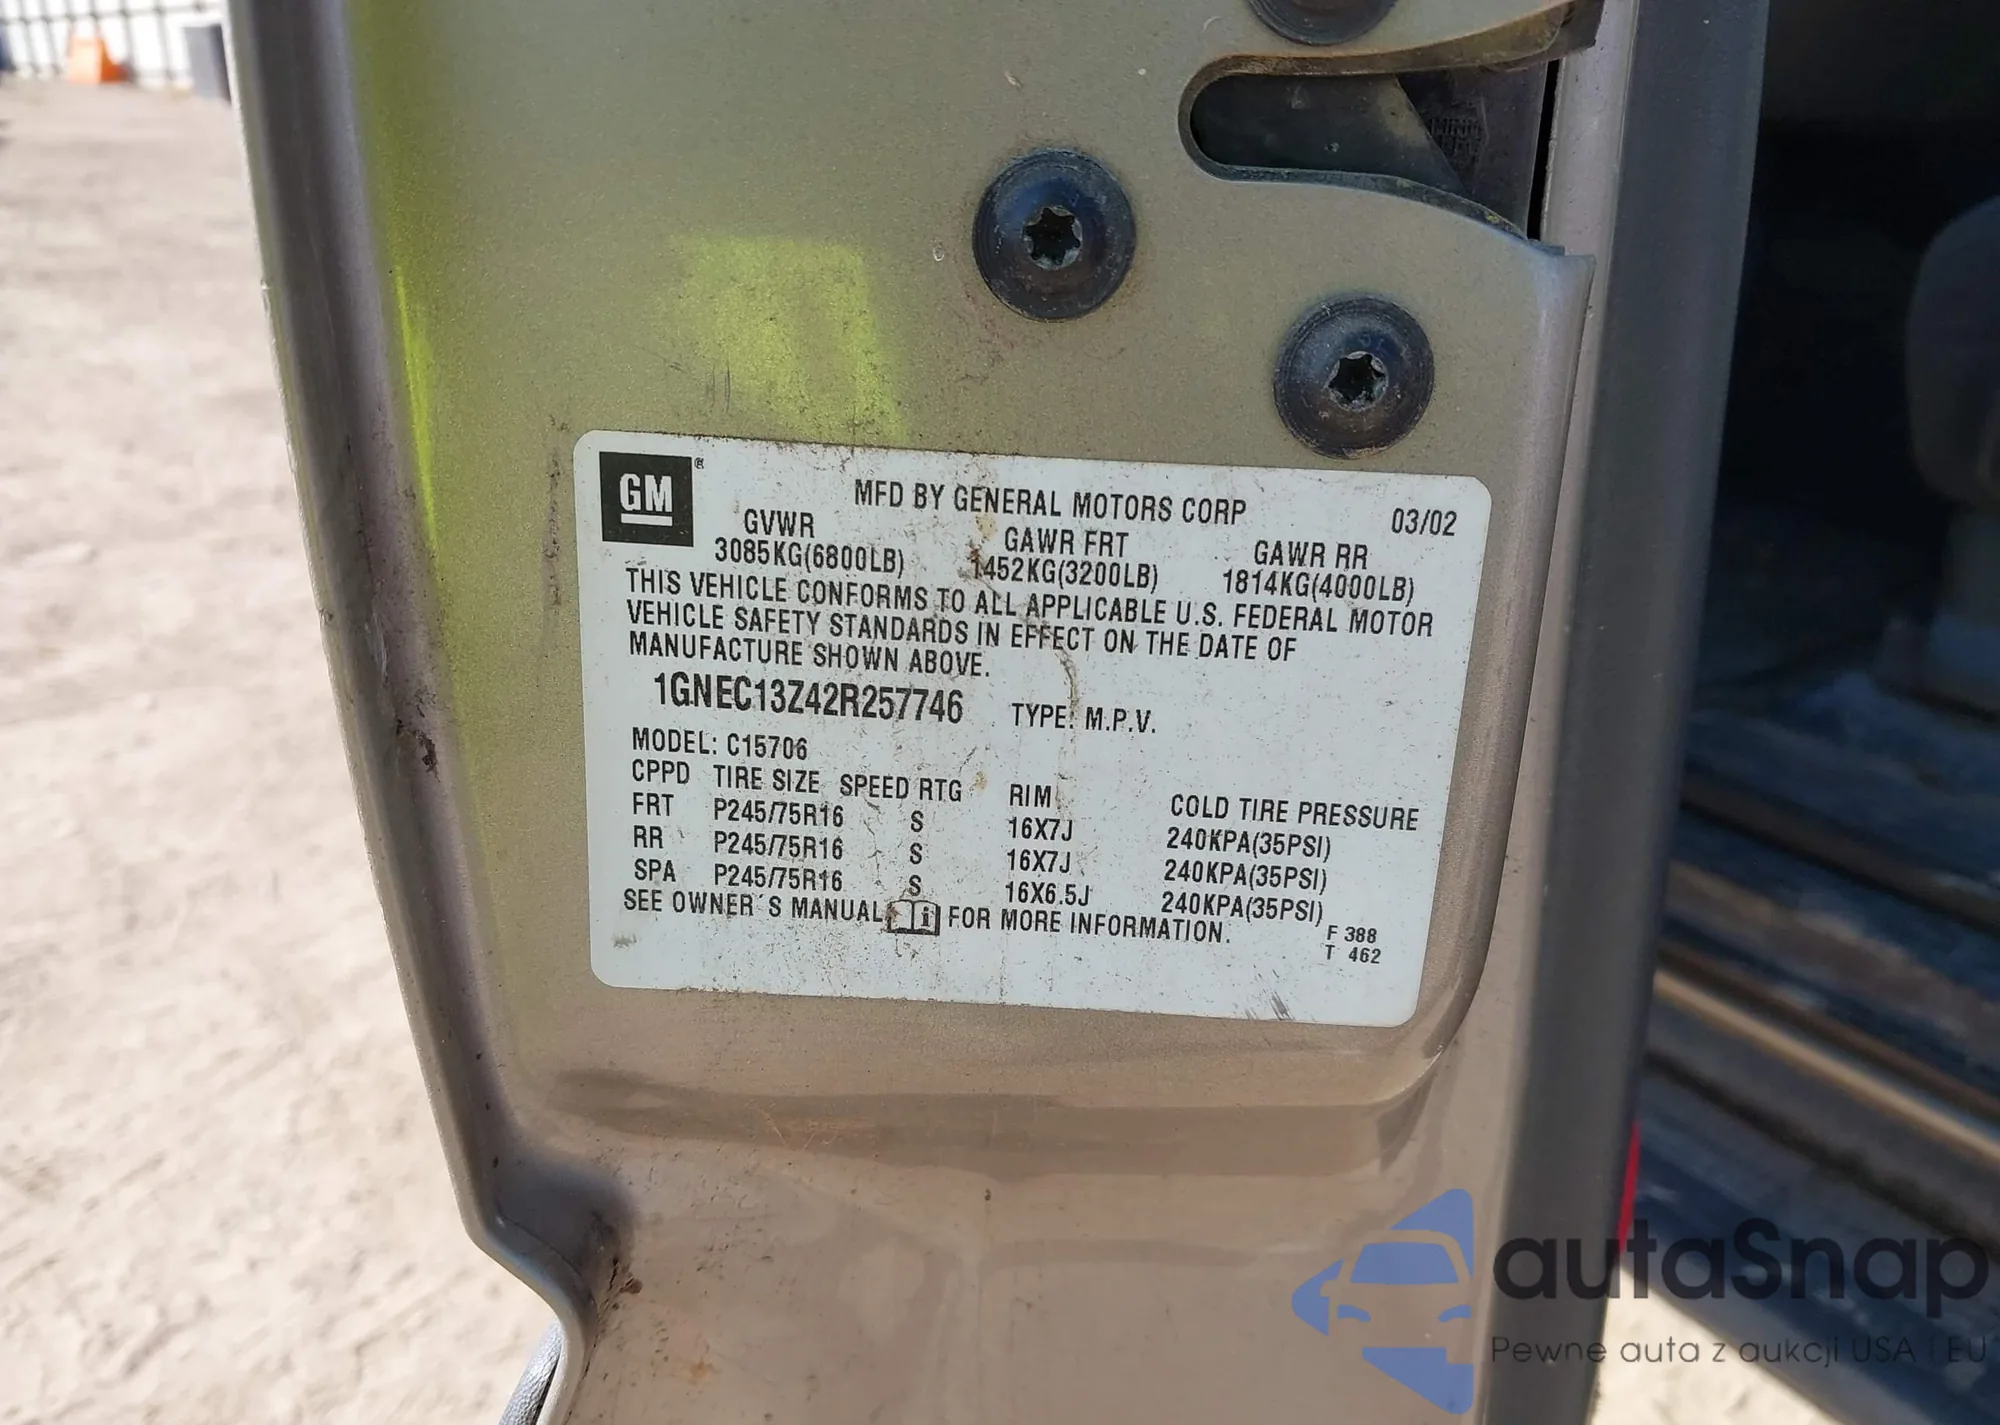 GM®
MFD BY GENERAL MOTORS CORP 03/02
GVWR GAWR FRT GAWR RR
3085KG(6800LB) 1452KG(3200LB) 1814KG(4000LB)
THIS VEHICLE CONFORMS TO ALL APPLICABLE U.S. FEDERAL MOTOR
VEHICLE SAFETY STANDARDS IN EFFECT ON THE DATE OF
MANUFACTURE SHOWN ABOVE.
1GNEC13Z42R257746 TYPE: M.P.V.
MODEL: C15706
CPPD TIRE SIZE SPEED RTG RIM COLD TIRE PRESSURE
FRT P245/75R16 S 16X7J 240KPA(35PSI)
RR P245/75R16 S 16X7J 240KPA(35PSI)
SPA P245/75R16 S 16X6.5J 240KPA(35PSI)
SEE OWNER´S MANUAL i FOR MORE INFORMATION.
F 388
T 462
autaSnap
Pewne auta z aukcji USA i EU